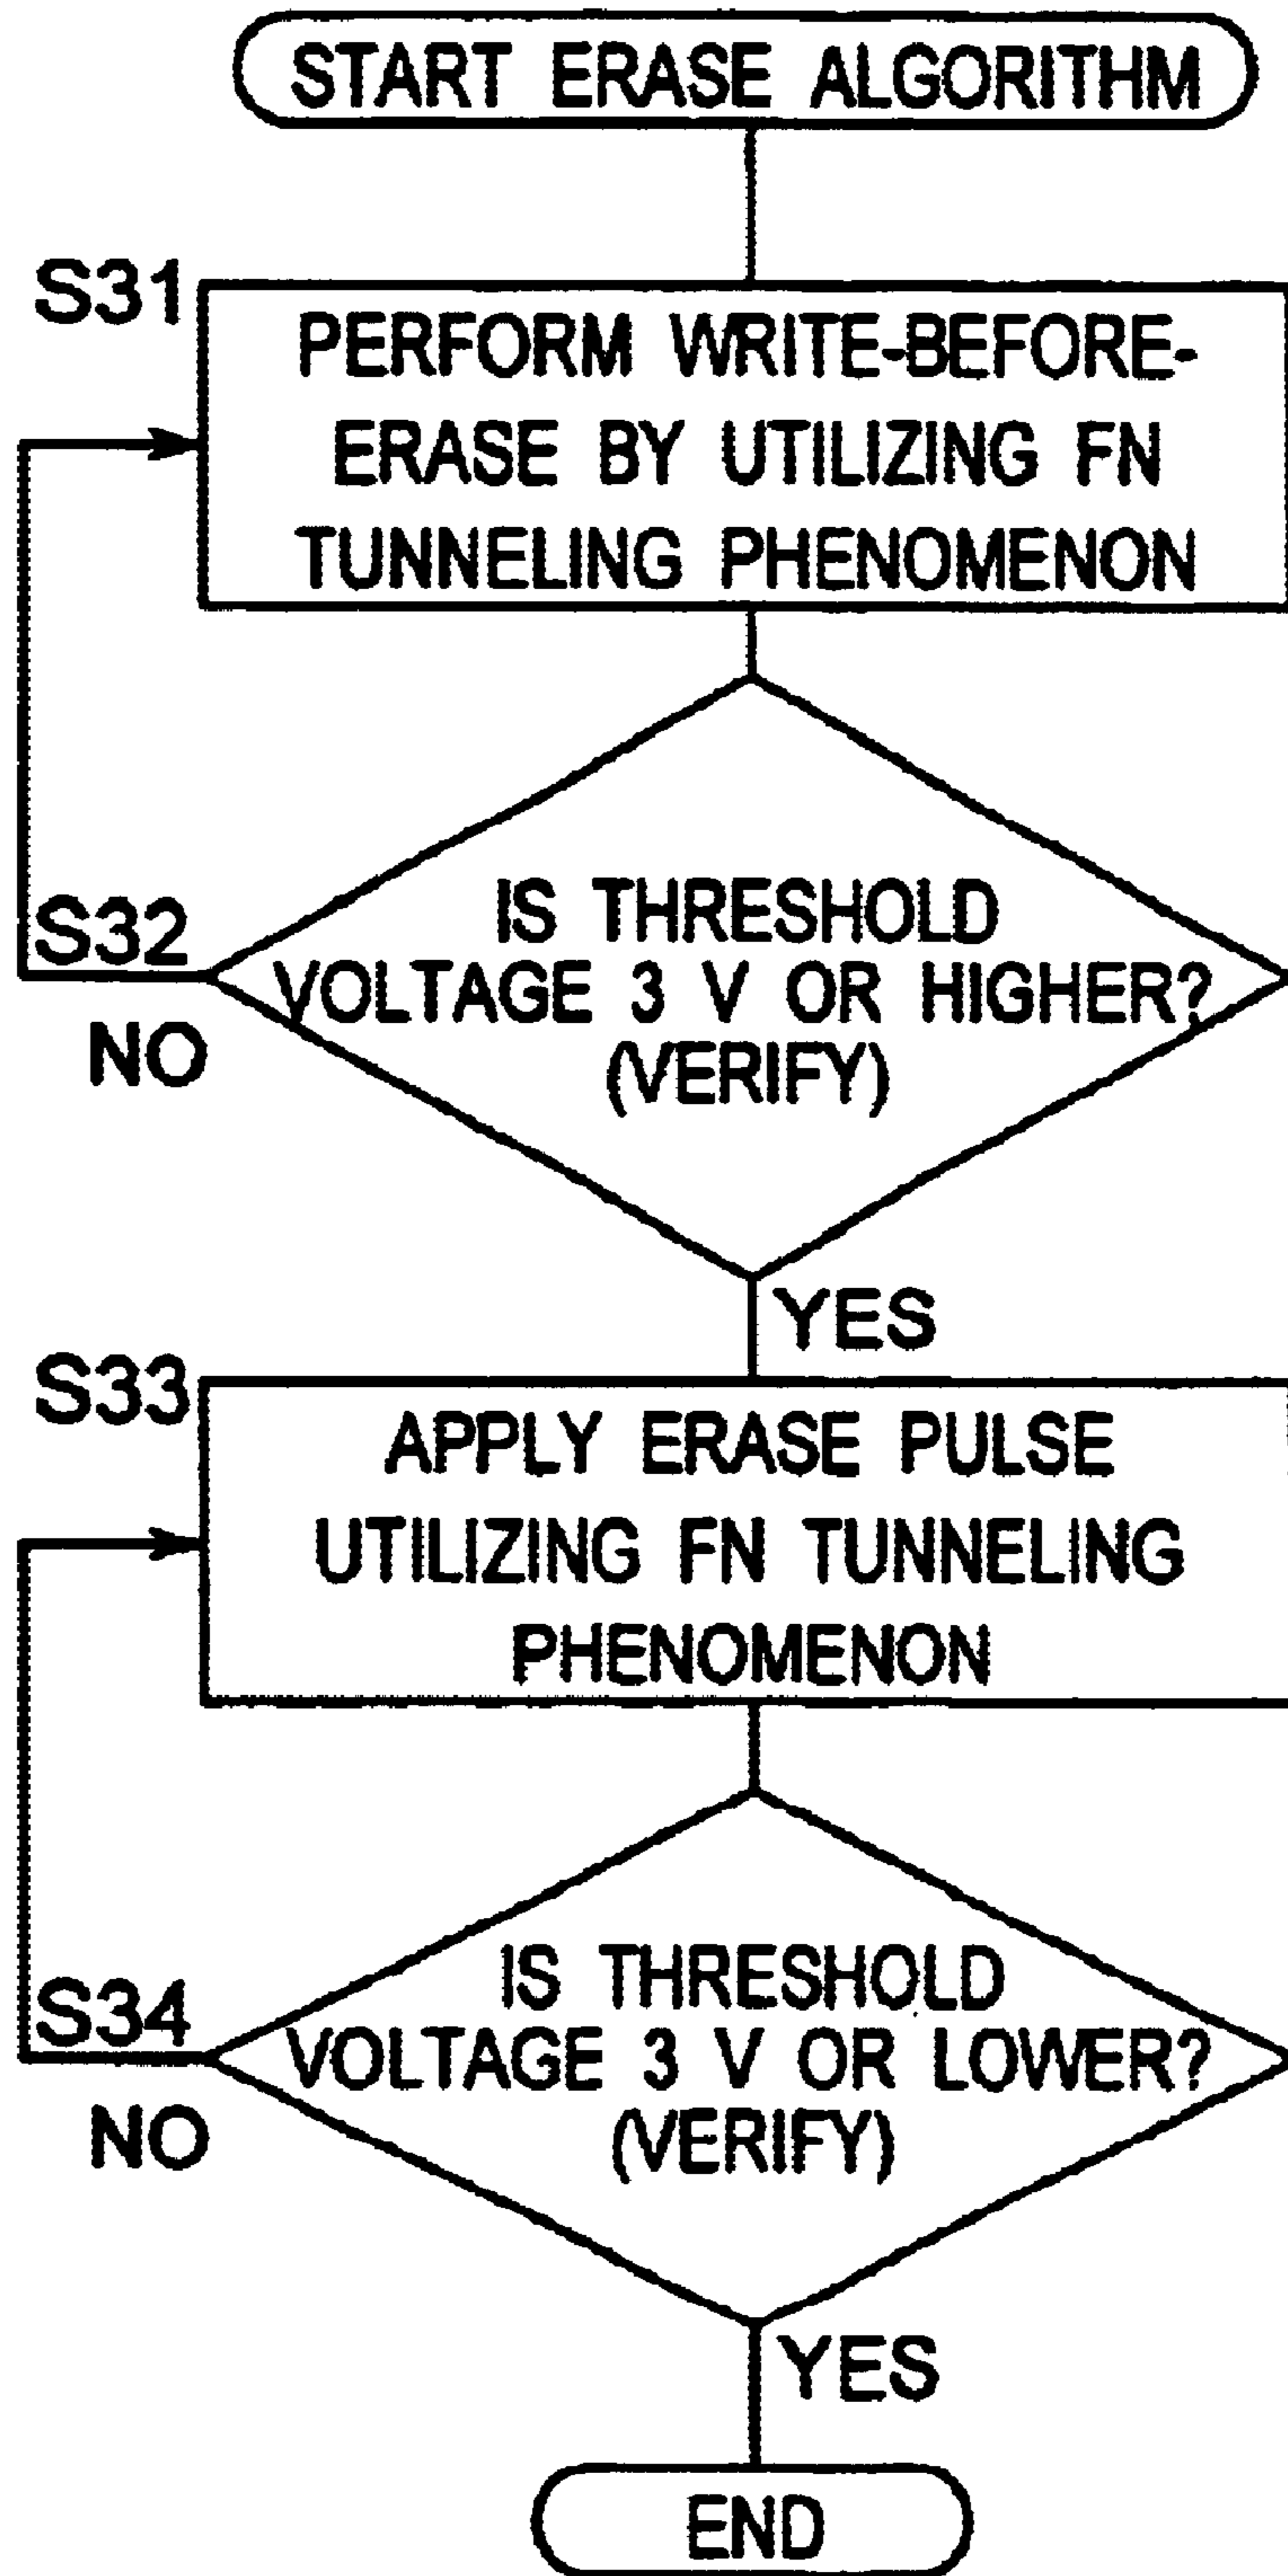 START ERASE ALGORITHM
S31
PERFORM WRITE-BEFORE-
ERASE BY UTILIZING FN
TUNNELING PHENOMENON
S32
IS THRESHOLD
VOLTAGE 3 V OR HIGHER?
(VERIFY)
NO
YES
S33
APPLY ERASE PULSE
UTILIZING FN TUNNELING
PHENOMENON
S34
IS THRESHOLD
VOLTAGE 3 V OR LOWER?
(VERIFY)
NO
YES
END